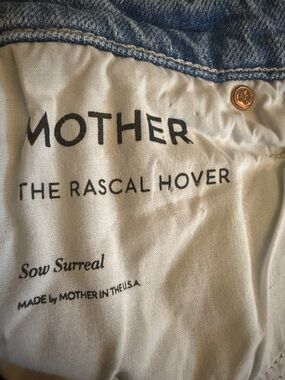 MOTHER
THE RASCAL HOVER
Sow Surreal
MADE by MOTHER IN THE U.S.A.